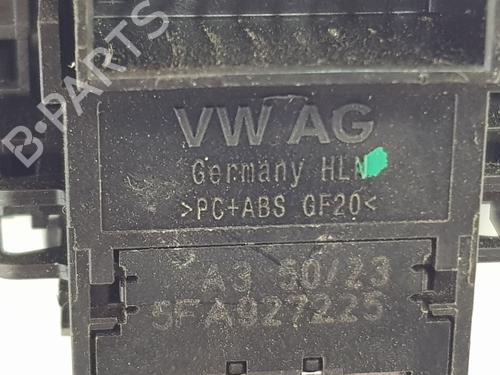 B-PARTS
VW AG
Germany HLN
>PC+ABS GF20<
A3 50/23
5FA927225